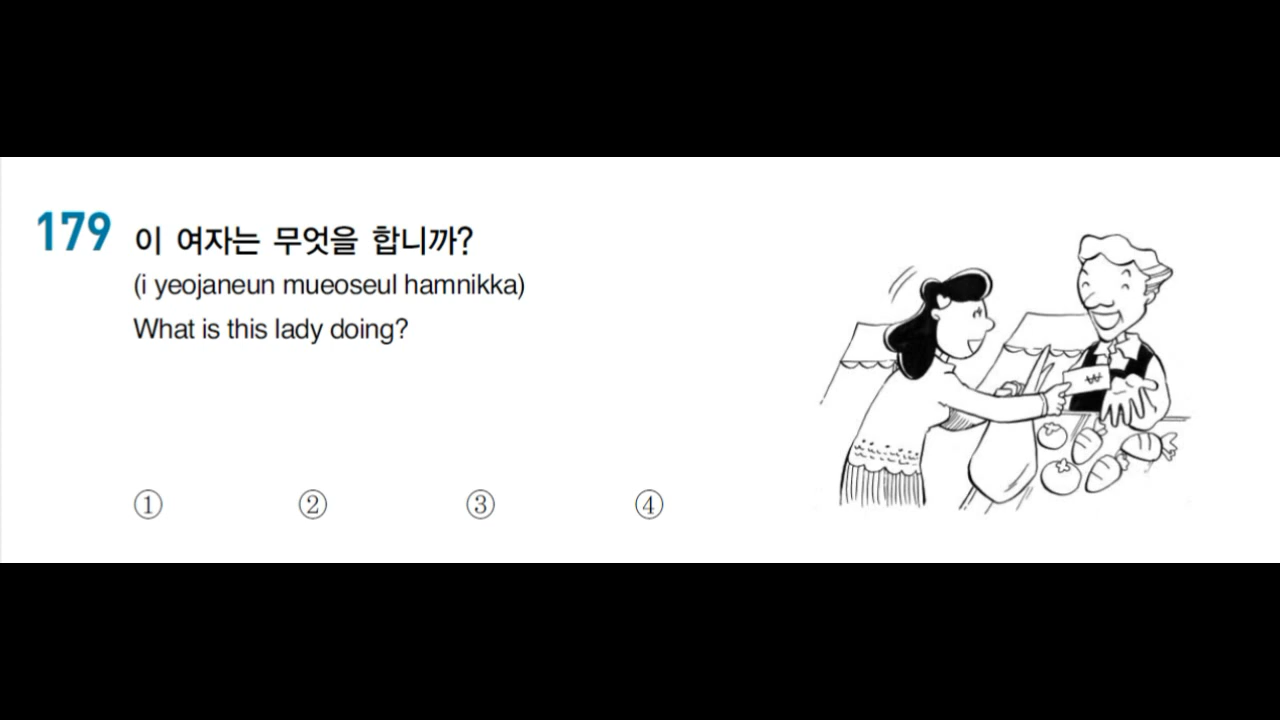 179 이 여자는 무엇을 합니까?
(i yeojaneun mueoseul hamnikka)
What is this lady doing?
₩
① ② ③ ④